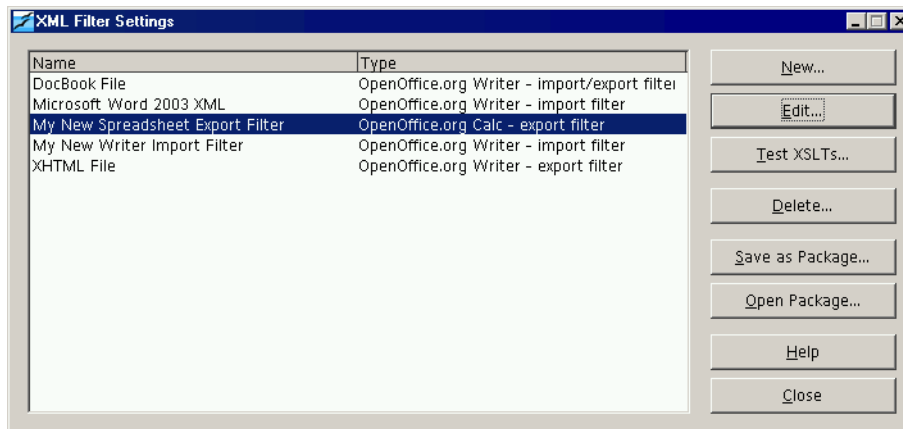 XML Filter Settings
Name Type
DocBook File OpenOffice.org Writer - import/export filter
Microsoft Word 2003 XML OpenOffice.org Writer - import filter
My New Spreadsheet Export Filter OpenOffice.org Calc - export filter
My New Writer Import Filter OpenOffice.org Writer - import filter
XHTML File OpenOffice.org Writer - export filter
New...
Edit...
Test XSLTs...
Delete...
Save as Package...
Open Package...
Help
Close